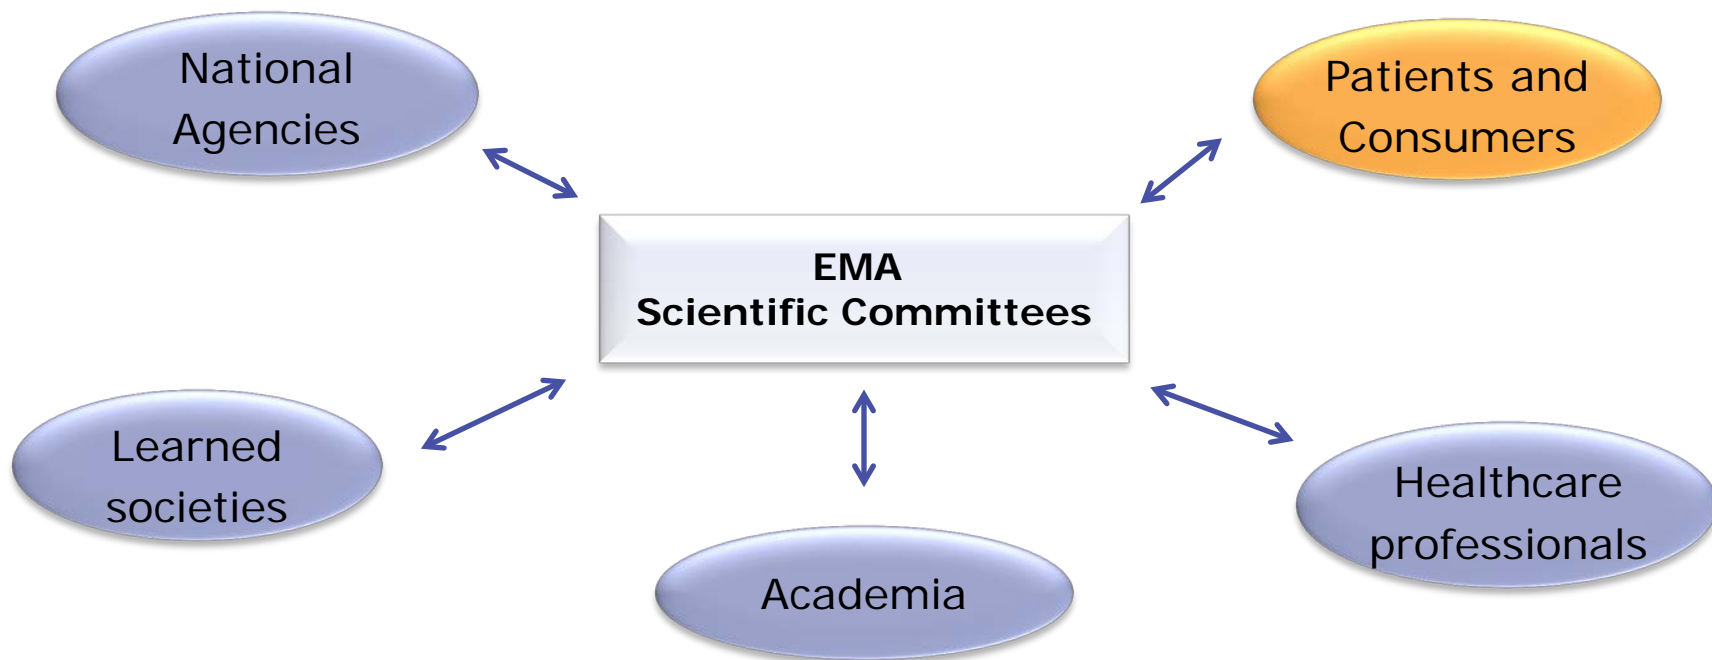 National
Agencies
Patients and
Consumers
EMA
Scientific Committees
Learned
societies
Academia
Healthcare
professionals